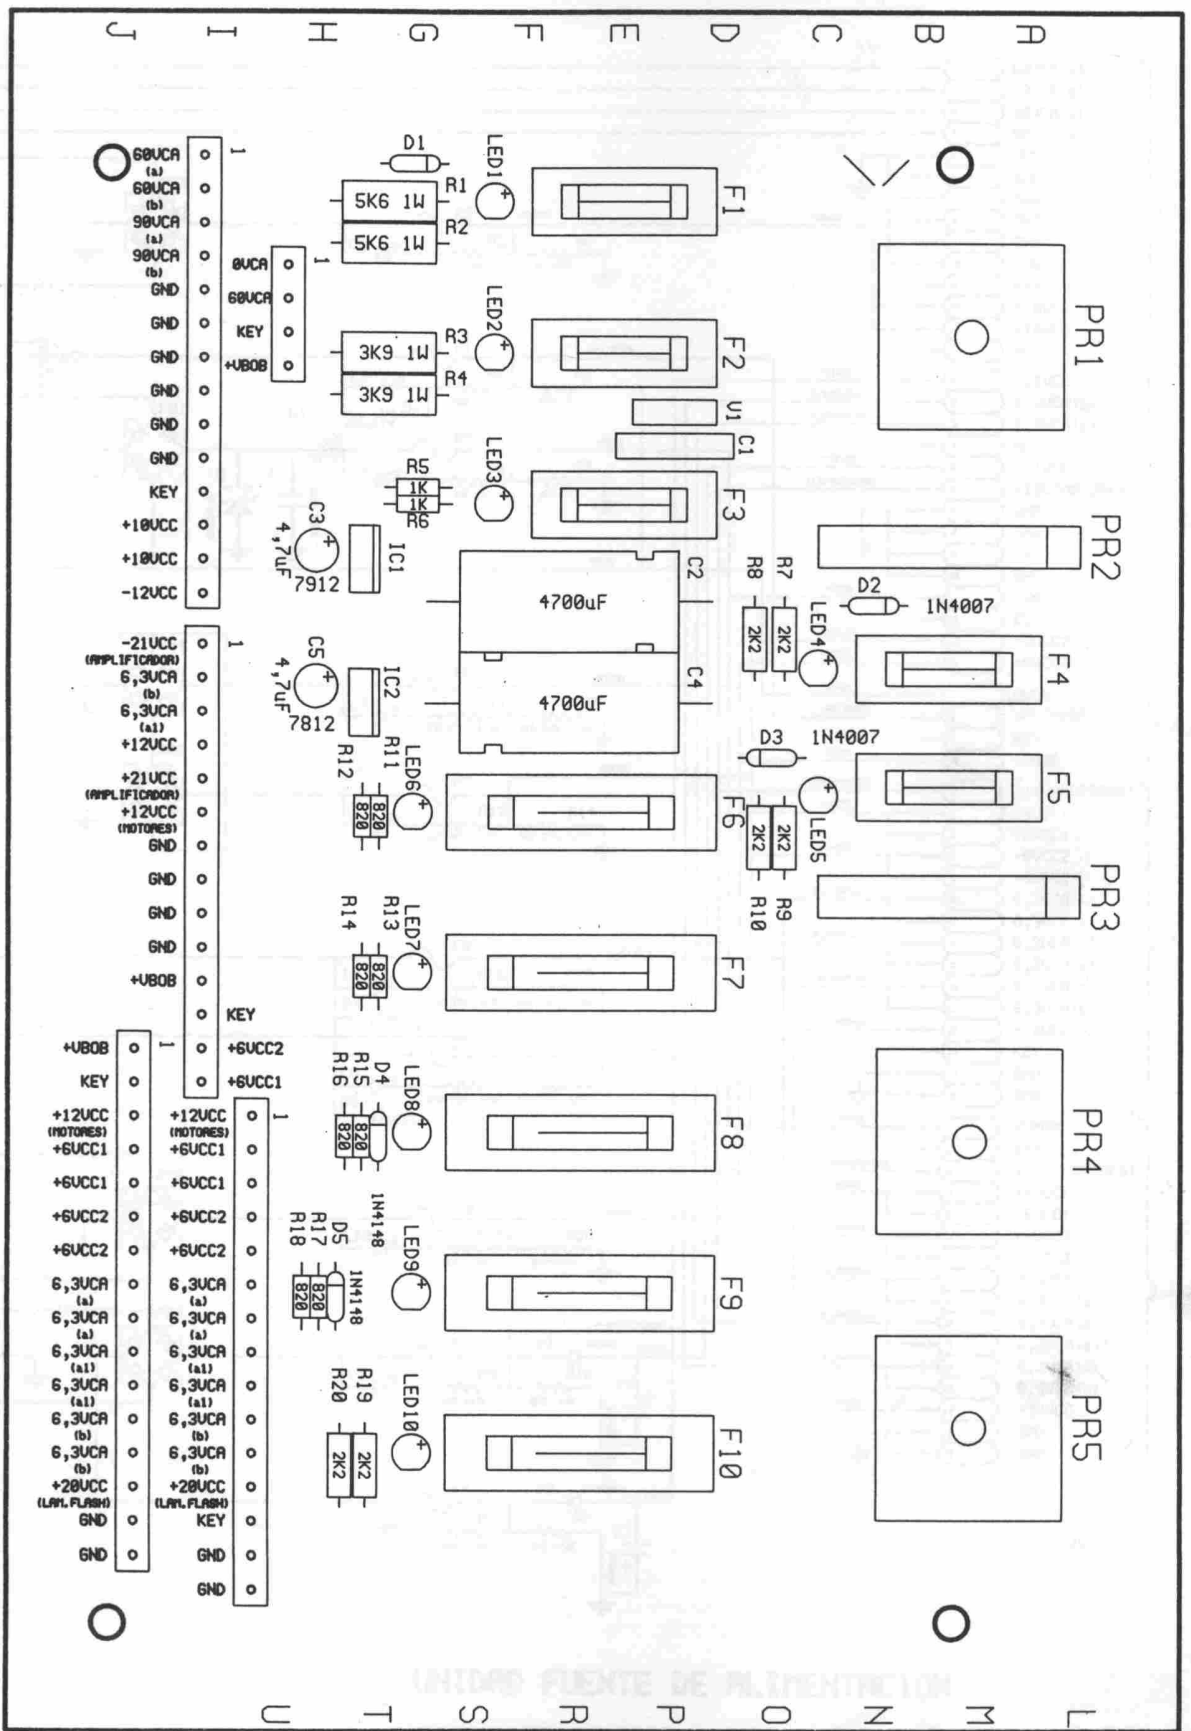 J I H G F E D C B A
60VCA
(a)
60VCA
(b)
90VCA
(a)
90VCA
(b)
GND
GND
GND
GND
GND
GND
KEY
+10VCC
+10VCC
-12VCC
1
0VCA
60VCA
KEY
+VBOB
1
D1
5K6 1W
R1
5K6 1W
R2
LED1
F1
3K9 1W
R3
3K9 1W
R4
LED2
F2
V1
C1
R5
1K
1K
R6
LED3
F3
PR1
PR2
C3
4,7uF
7912
IC1
C5
4,7uF
7812
IC2
4700uF
C2
4700uF
C4
R8
R7
2K2
2K2
LED4
D2
1N4007
F4
D3
1N4007
F5
LED5
2K2
2K2
R10
R9
PR3
-21VCC
(AMPLIFICADOR)
6,3VCA
(b)
6,3VCA
(a1)
+12VCC
+21VCC
(AMPLIFICADOR)
+12VCC
(MOTORES)
GND
GND
GND
GND
+VBOB
KEY
+6VCC2
+6VCC1
1
R12
R11
LED6
820
820
F6
R14
R13
LED7
820
820
F7
R16
R15
D4
LED8
820
820
1N4148
F8
PR4
R18
R17
D5
LED9
820
820
1N4148
F9
R20
R19
LED10
2K2
2K2
F10
PR5
+VBOB
KEY
+12VCC
(MOTORES)
+6VCC1
+6VCC1
+6VCC2
+6VCC2
6,3VCA
(a)
6,3VCA
(a)
6,3VCA
(a1)
6,3VCA
(a1)
6,3VCA
(b)
6,3VCA
(b)
+20VCC
(LAM.FLASH)
GND
GND
1
+12VCC
(MOTORES)
+6VCC1
+6VCC1
+6VCC2
+6VCC2
6,3VCA
(a)
6,3VCA
(a)
6,3VCA
(a1)
6,3VCA
(a1)
6,3VCA
(b)
6,3VCA
(b)
+20VCC
(LAM.FLASH)
KEY
GND
GND
1
UNIDAD FUENTE DE ALIMENTACION
U T S R P O N M L